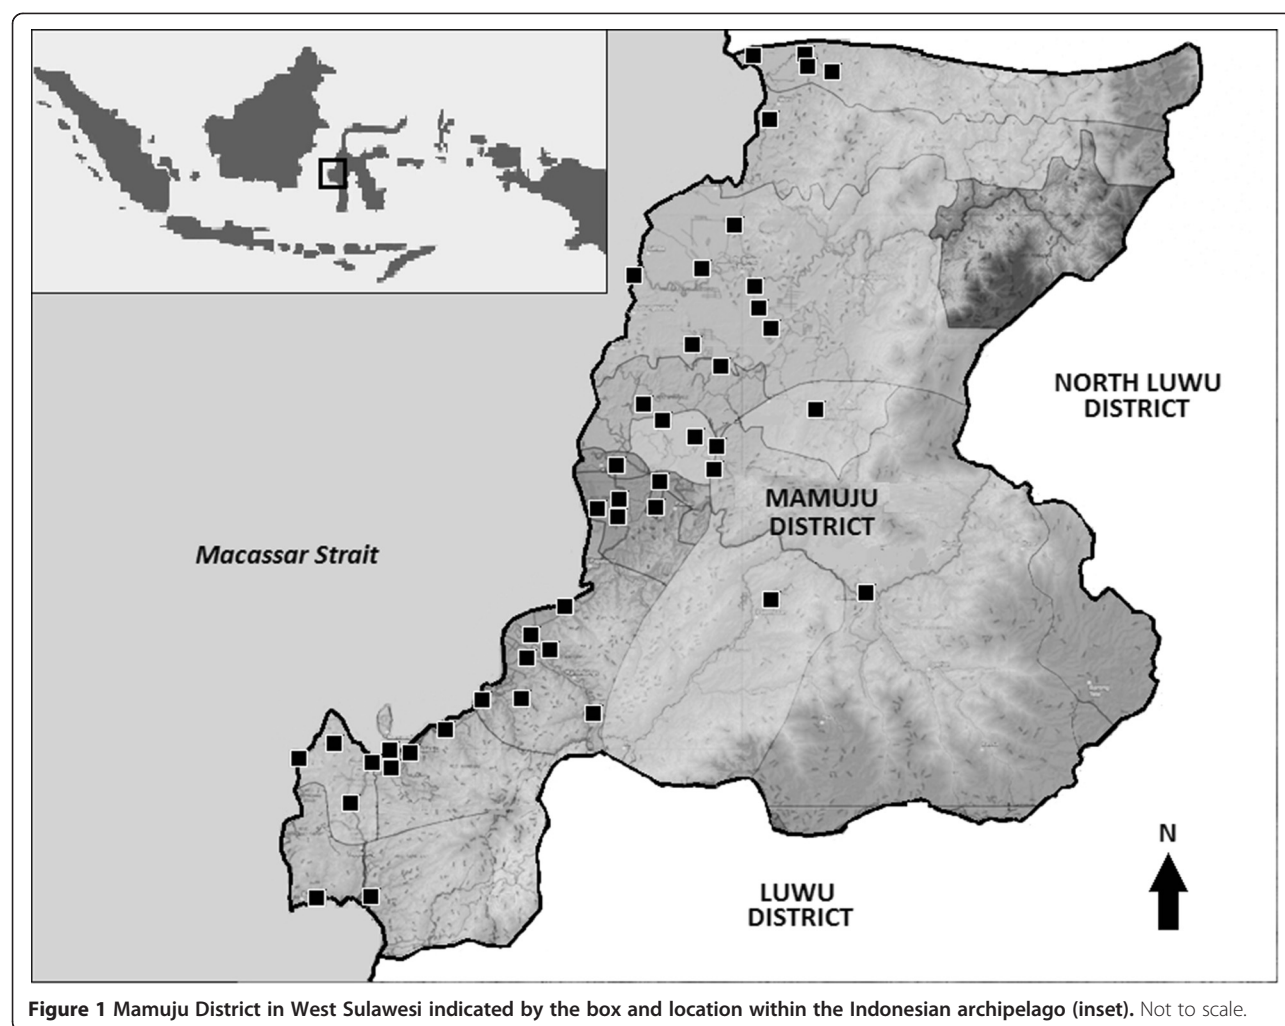 NORTH LUWU
DISTRICT
MAMUJU
DISTRICT
Macassar Strait
N
LUWU
DISTRICT
Figure 1 Mamuju District in West Sulawesi indicated by the box and location within the Indonesian archipelago (inset). Not to scale.